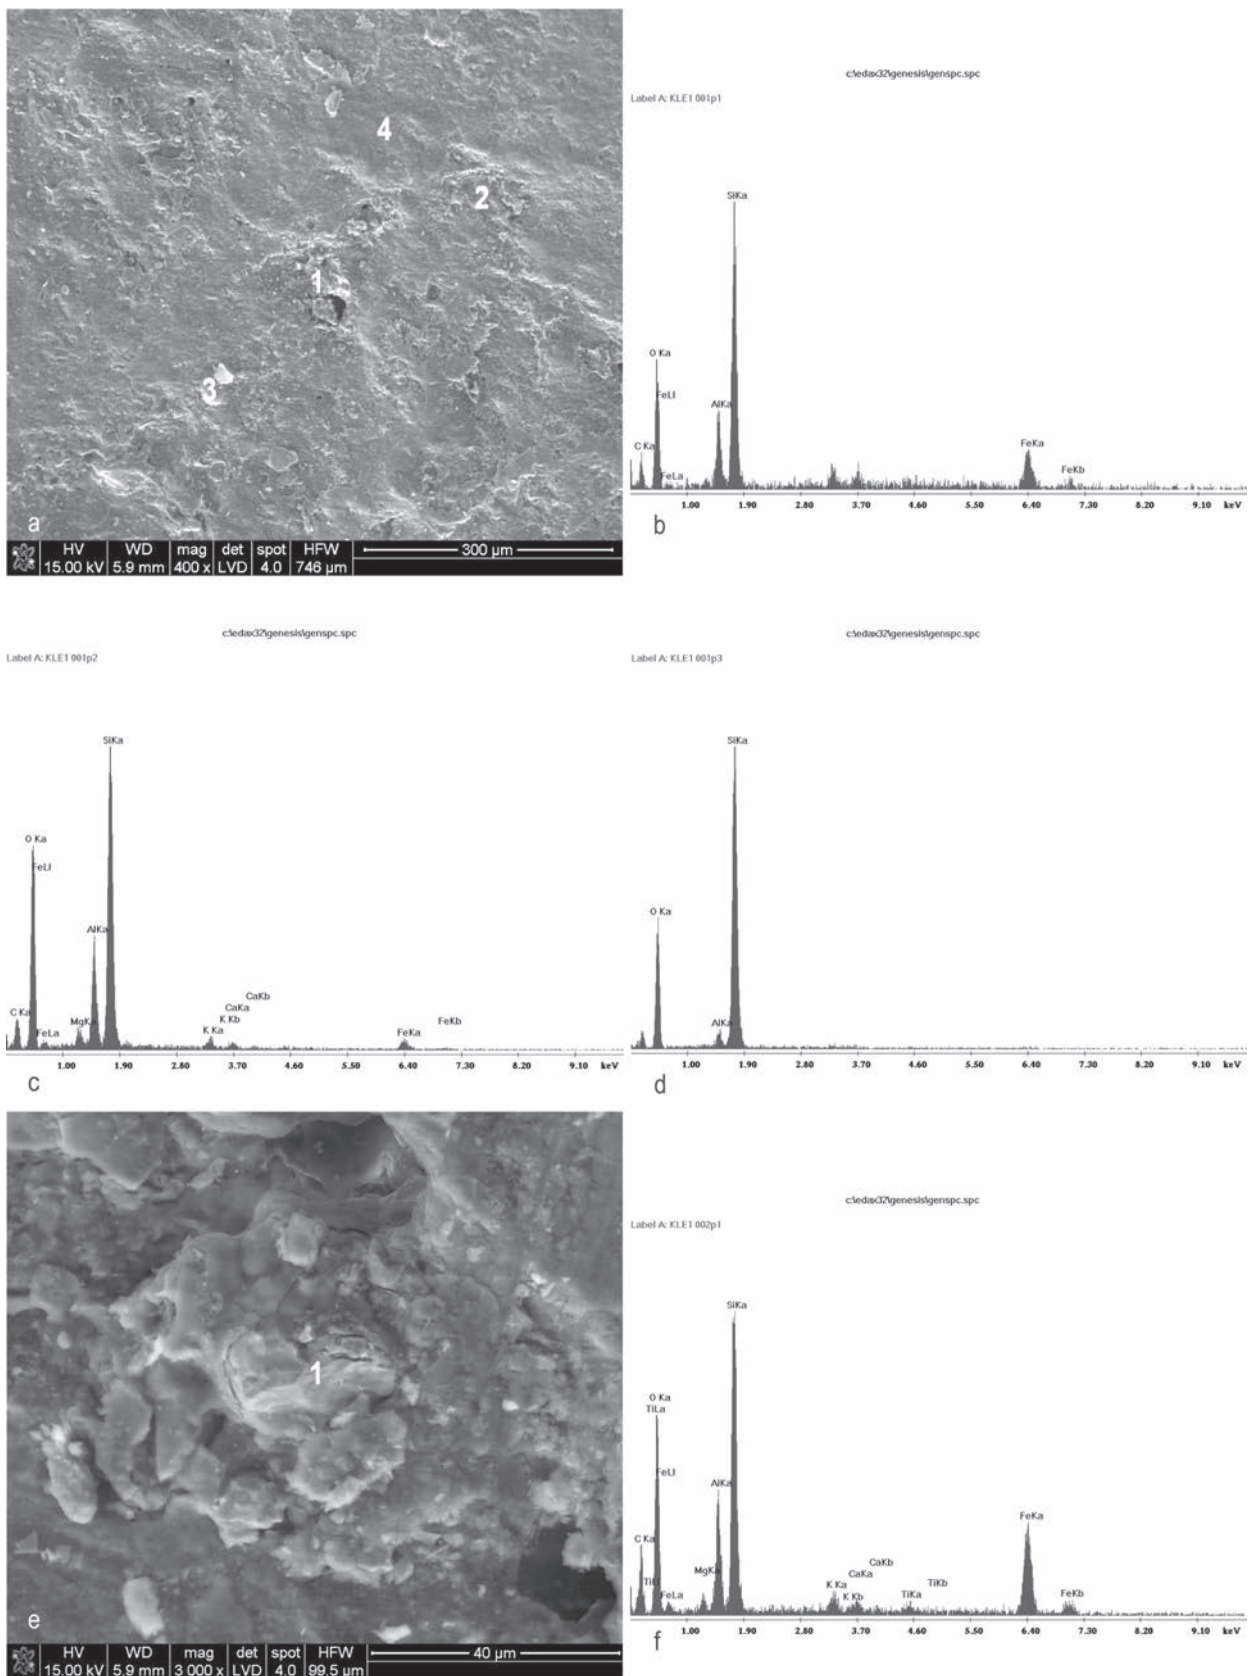 4
2
1
3
a
HV WD mag det spot HFW 300 µm
15.00 kV 5.9 mm 400 x LVD 4.0 746 µm
c:\edax32\genesis\genspc.spc
Label A: KLE1 001p1
SiKa
O Ka
FeLl
AlKa
C Ka
FeLa
FeKa
FeKb
1.00 1.90 2.80 3.70 4.60 5.50 6.40 7.30 8.20 9.10 keV
b
c:\edax32\genesis\genspc.spc
Label A: KLE1 001p2
SiKa
O Ka
FeLl
AlKa
CaKb
CaKa
C Ka
MgKa
K Kb
FeKb
FeLa
K Ka
FeKa
1.00 1.90 2.80 3.70 4.60 5.50 6.40 7.30 8.20 9.10 keV
c
c:\edax32\genesis\genspc.spc
Label A: KLE1 001p3
SiKa
O Ka
AlKa
1.00 1.90 2.80 3.70 4.60 5.50 6.40 7.30 8.20 9.10 keV
d
1
e
HV WD mag det spot HFW 40 µm
15.00 kV 5.9 mm 3 000 x LVD 4.0 99.5 µm
c:\edax32\genesis\genspc.spc
Label A: KLE1 002p1
SiKa
O Ka
TiLa
FeLl
AlKa
FeKa
C Ka
CaKb
MgKa
CaKa
TiLl
K Ka
TiKb
FeLa
K Kb
TiKa
FeKb
1.00 1.90 2.80 3.70 4.60 5.50 6.40 7.30 8.20 9.10 keV
f